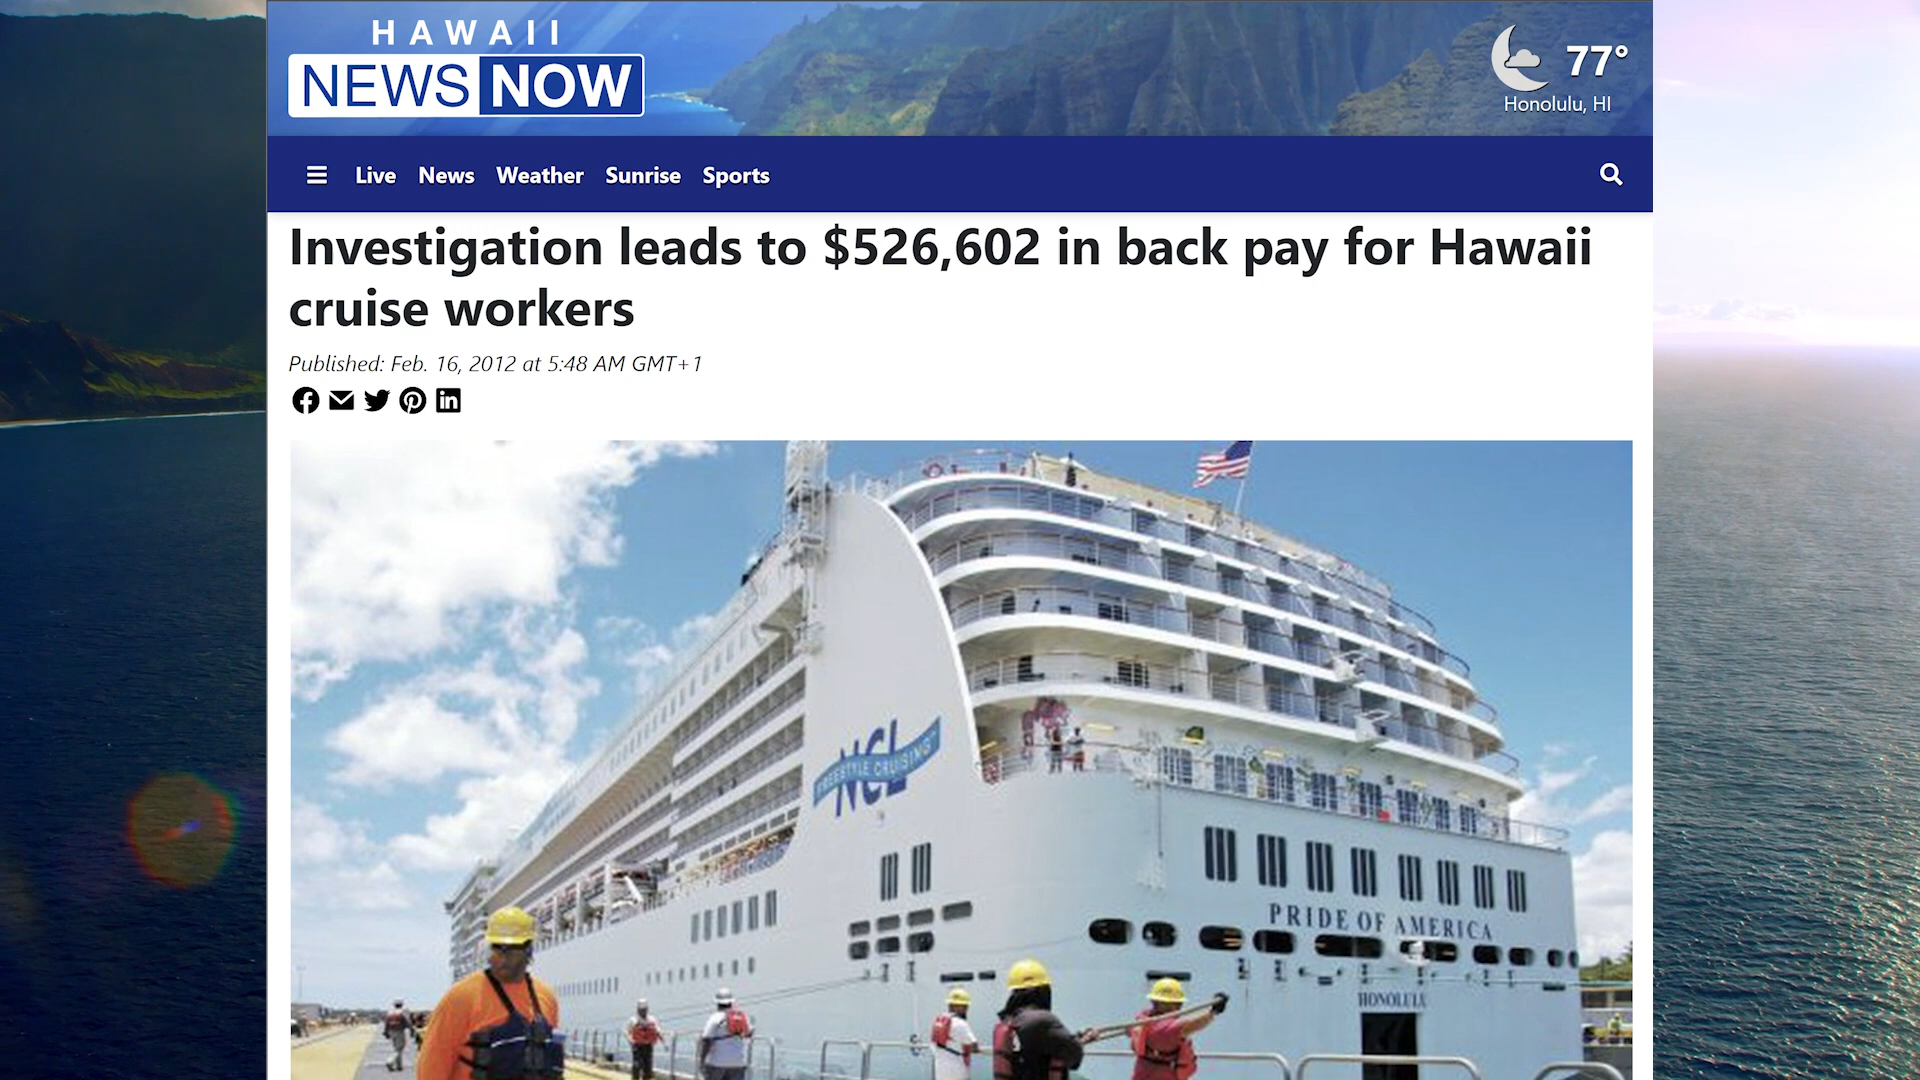 HAWAII
NEWS NOW
77°
Honolulu, HI
Live News Weather Sunrise Sports
Investigation leads to $526,602 in back pay for Hawaii
cruise workers
Published: Feb. 16, 2012 at 5:48 AM GMT+1
NCL
FREESTYLE CRUISING
PRIDE OF AMERICA
HONOLULU